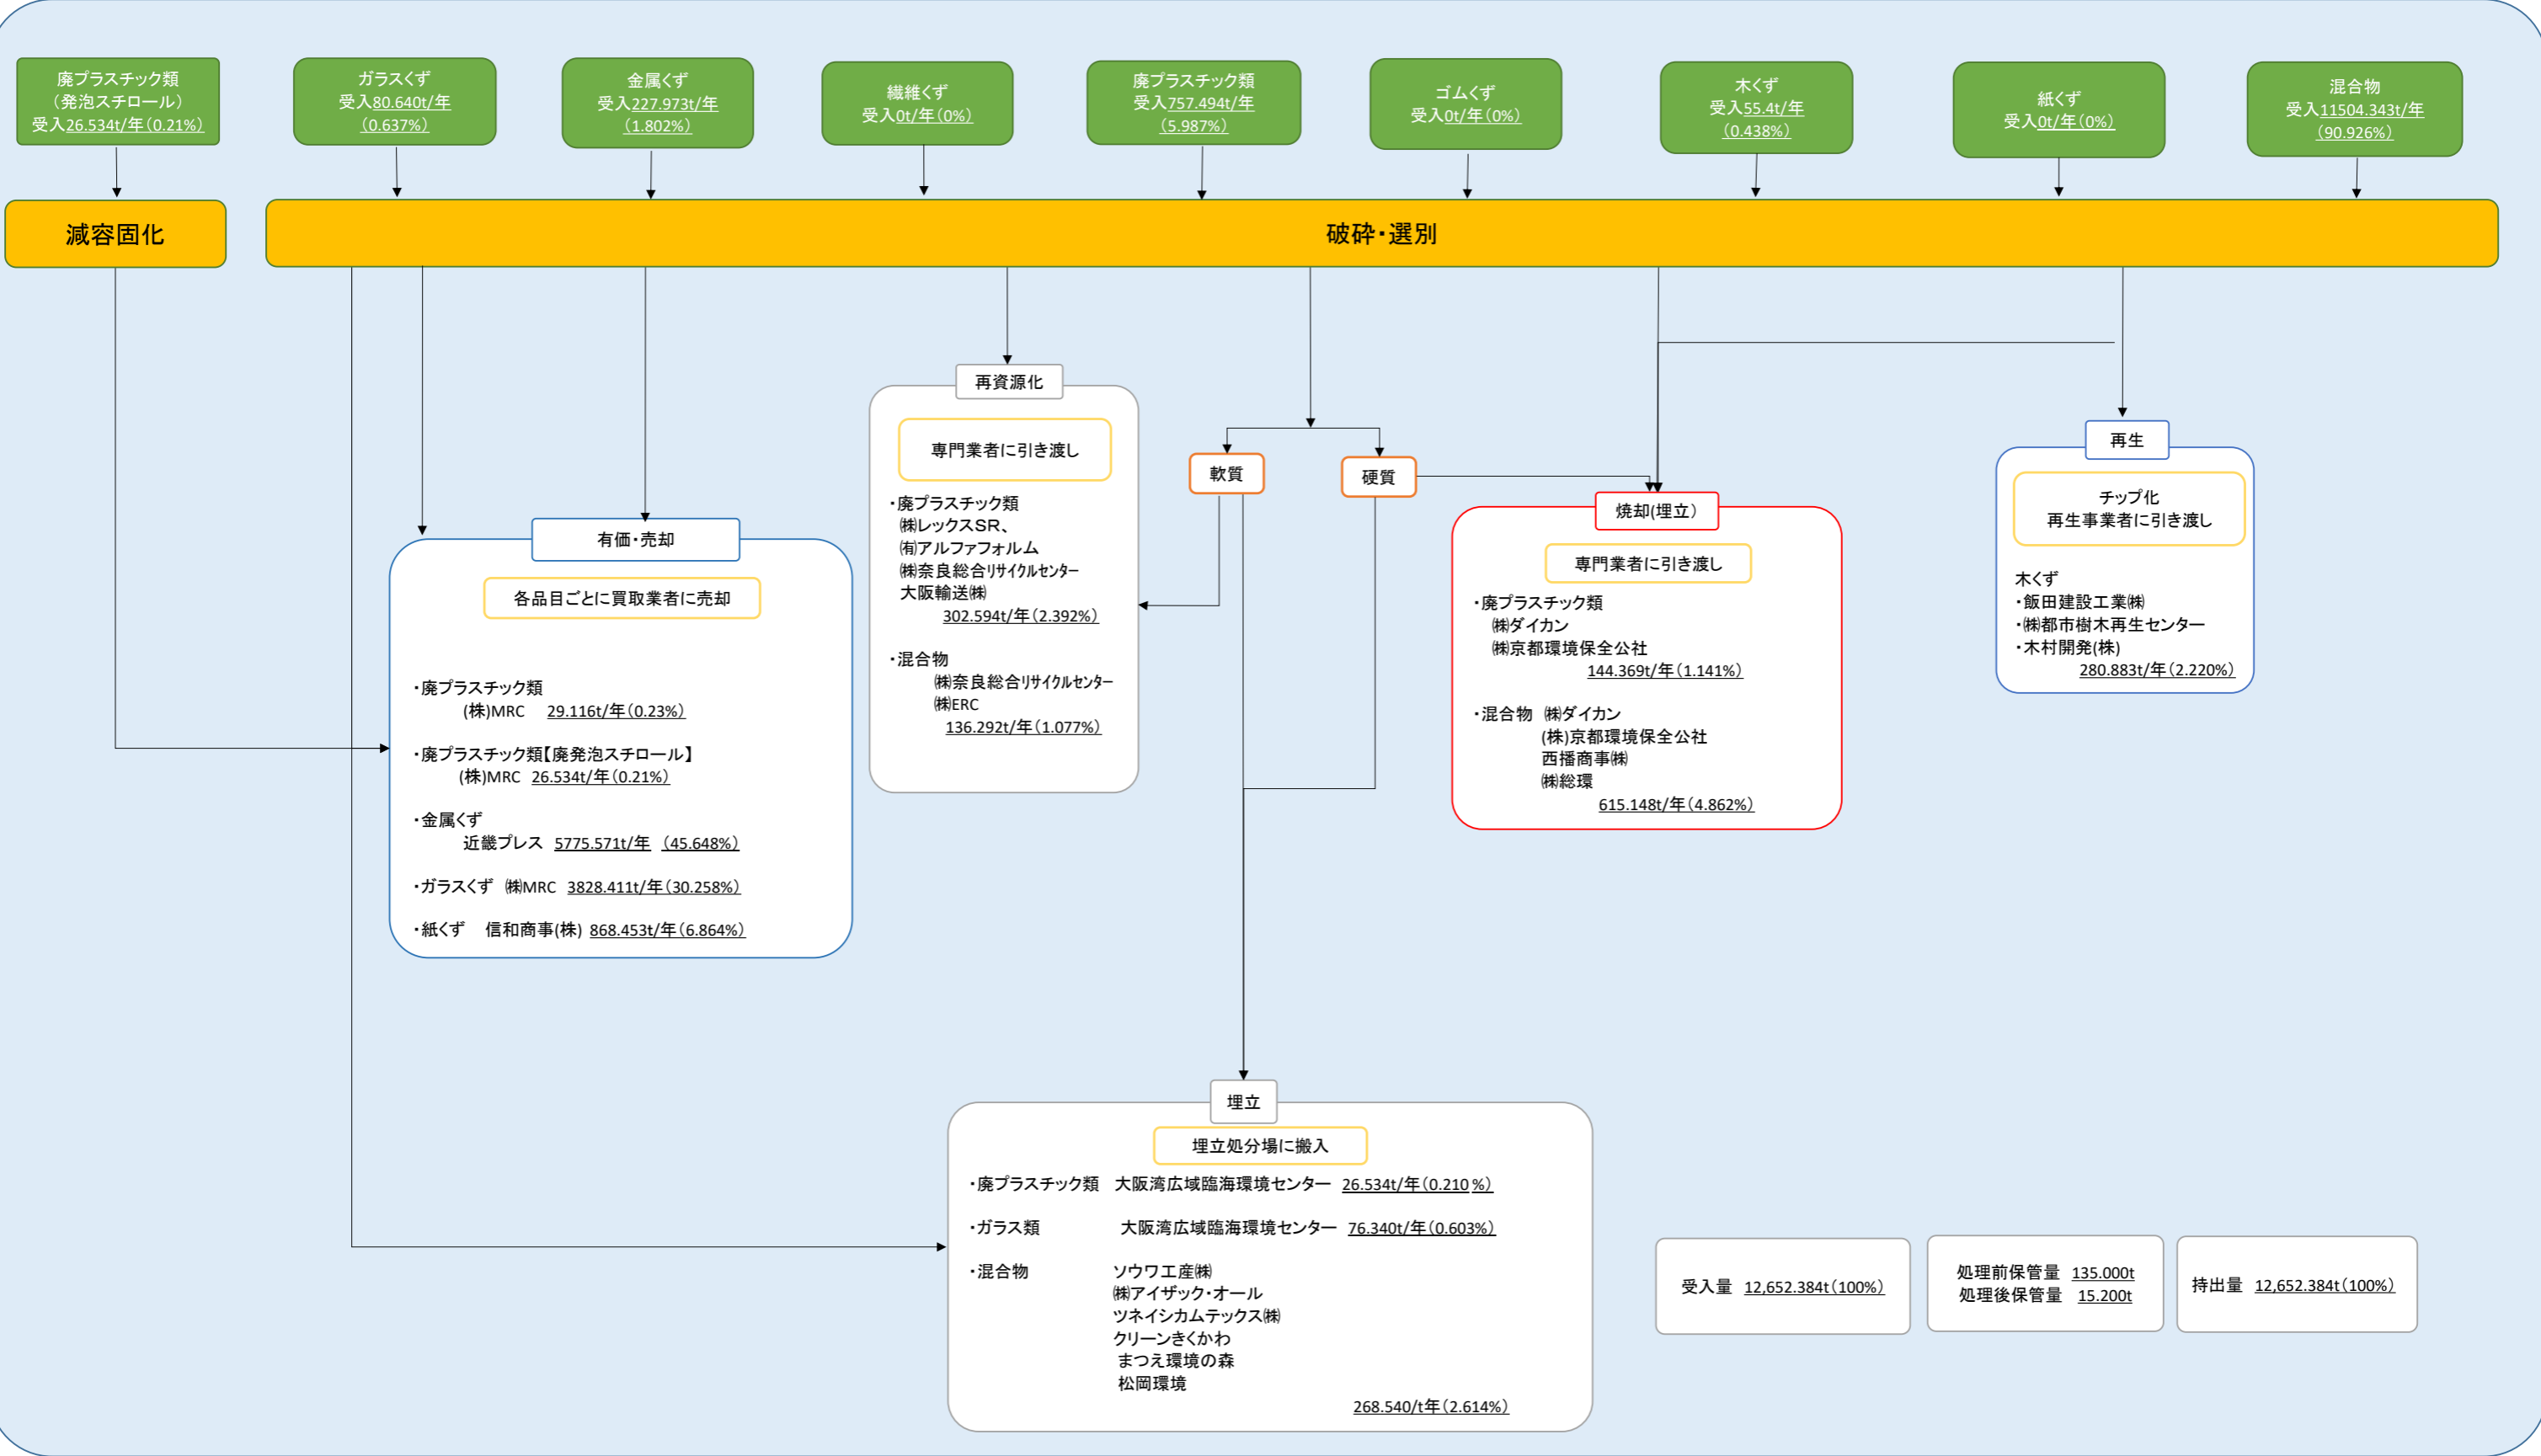 廃プラスチック類
（発泡スチロール）
受入26.534t/年（0.21%）
ガラスくず
受入80.640t/年
（0.637%）
金属くず
受入227.973t/年
（1.802%）
繊維くず
受入0t/年（0%）
廃プラスチック類
受入757.494t/年
（5.987%）
ゴムくず
受入0t/年（0%）
木くず
受入55.4t/年
（0.438%）
紙くず
受入0t/年（0%）
混合物
受入11504.343t/年
（90.926%）
減容固化
破砕・選別
有価・売却
各品目ごとに買取業者に売却
・廃プラスチック類
(株)MRC 29.116t/年（0.23%）
・廃プラスチック類【廃発泡スチロール】
(株)MRC 26.534t/年（0.21%）
・金属くず
近畿プレス 5775.571t/年 （45.648%）
・ガラスくず ㈱MRC 3828.411t/年（30.258%）
・紙くず 信和商事(株) 868.453t/年（6.864%）
再資源化
専門業者に引き渡し
・廃プラスチック類
㈱レックスSR、
㈲アルファフォルム
㈱奈良総合ﾘｻｲｸﾙｾﾝﾀｰ
大阪輸送㈱
302.594t/年（2.392%）
・混合物
㈱奈良総合ﾘｻｲｸﾙｾﾝﾀｰ
㈱ERC
136.292t/年（1.077%）
軟質
硬質
焼却(埋立）
専門業者に引き渡し
・廃プラスチック類
㈱ダイカン
㈱京都環境保全公社
144.369t/年（1.141%）
・混合物 ㈱ダイカン
(株)京都環境保全公社
西播商事㈱
㈱総環
615.148t/年（4.862%）
再生
チップ化
再生事業者に引き渡し
木くず
・飯田建設工業㈱
・㈱都市樹木再生センター
・木村開発(株)
280.883t/年（2.220%）
埋立
埋立処分場に搬入
・廃プラスチック類 大阪湾広域臨海環境センター 26.534t/年（0.210 %）
・ガラス類 大阪湾広域臨海環境センター 76.340t/年（0.603%）
・混合物 ソウワ工産㈱
㈱アイザック・オール
ツネイシカムテックス㈱
クリーンきくかわ
まつえ環境の森
松岡環境
268.540/t年（2.614%）
受入量 12,652.384t（100%）
処理前保管量 135.000t
処理後保管量 15.200t
持出量 12,652.384t（100%）